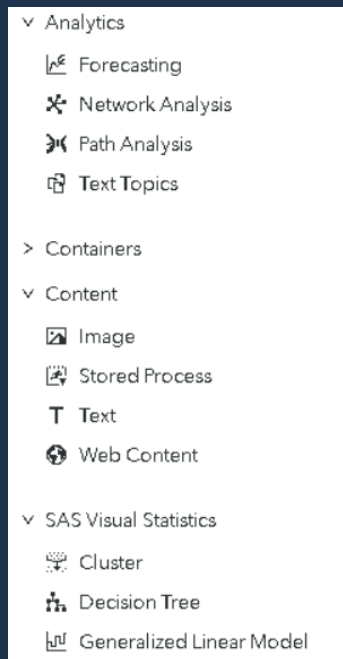 Analytics
Forecasting
Network Analysis
Path Analysis
Text Topics
Containers
Content
Image
Stored Process
Text
Web Content
SAS Visual Statistics
Cluster
Decision Tree
Generalized Linear Model